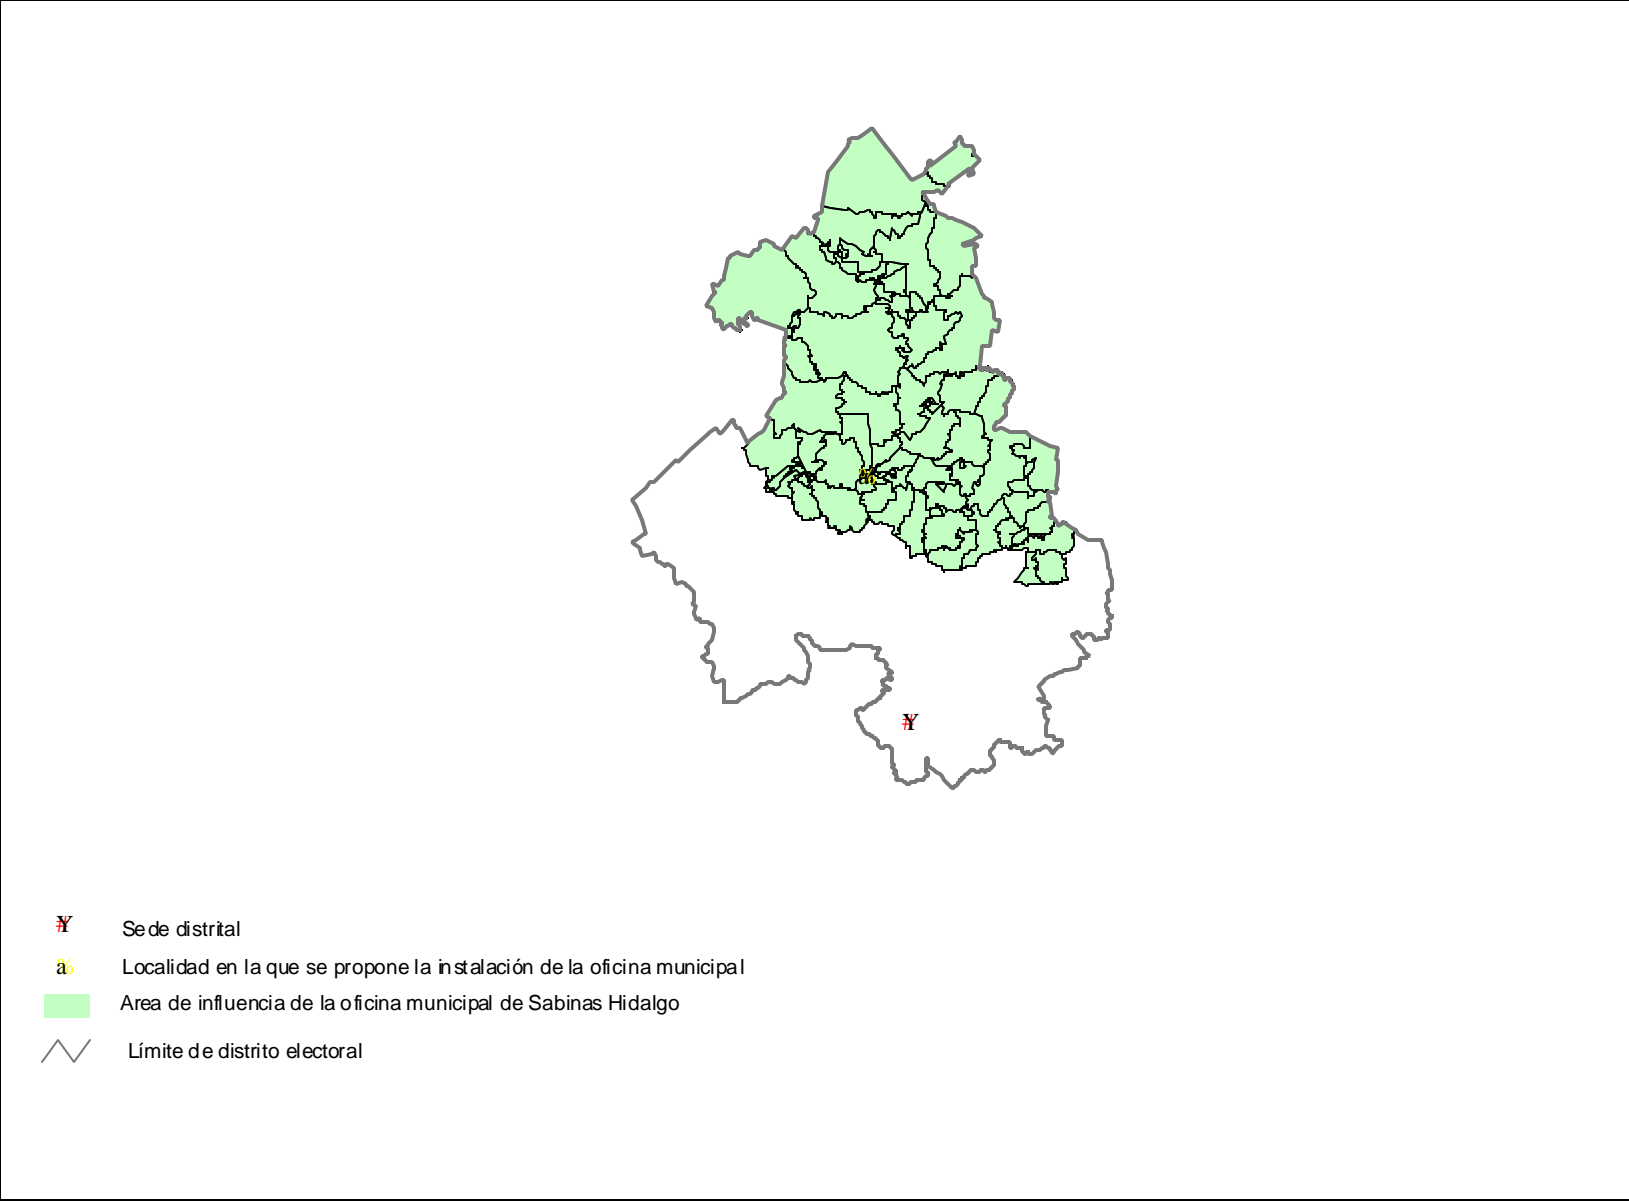 Sede distrital
Localidad en la que se propone la instalación de la oficina municipal
Area de influencia de la oficina municipal de Sabinas Hidalgo
Límite de distrito electoral